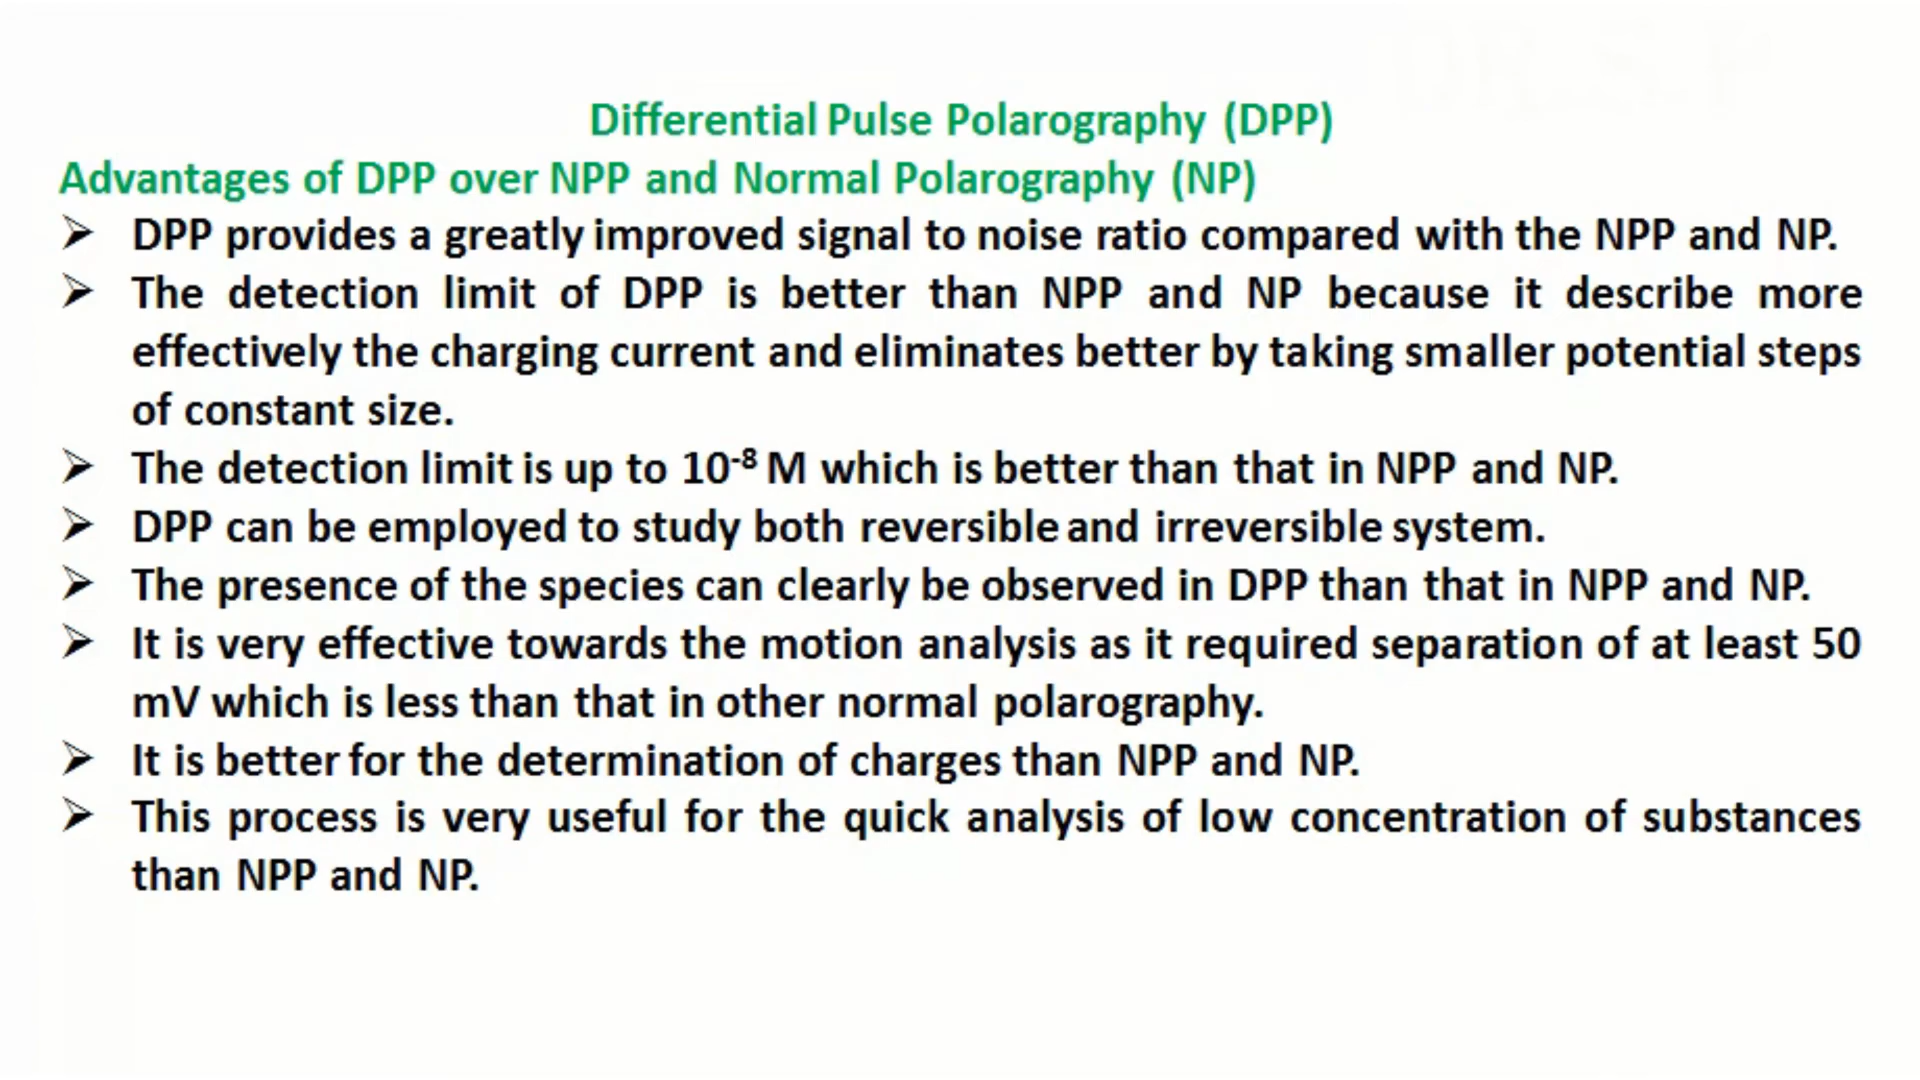 Differential Pulse Polarography (DPP)
Advantages of DPP over NPP and Normal Polarography (NP)
➢ DPP provides a greatly improved signal to noise ratio compared with the NPP and NP.
➢ The detection limit of DPP is better than NPP and NP because it describe more
effectively the charging current and eliminates better by taking smaller potential steps
of constant size.
➢ The detection limit is up to 10⁻⁸ M which is better than that in NPP and NP.
➢ DPP can be employed to study both reversible and irreversible system.
➢ The presence of the species can clearly be observed in DPP than that in NPP and NP.
➢ It is very effective towards the motion analysis as it required separation of at least 50
mV which is less than that in other normal polarography.
➢ It is better for the determination of charges than NPP and NP.
➢ This process is very useful for the quick analysis of low concentration of substances
than NPP and NP.